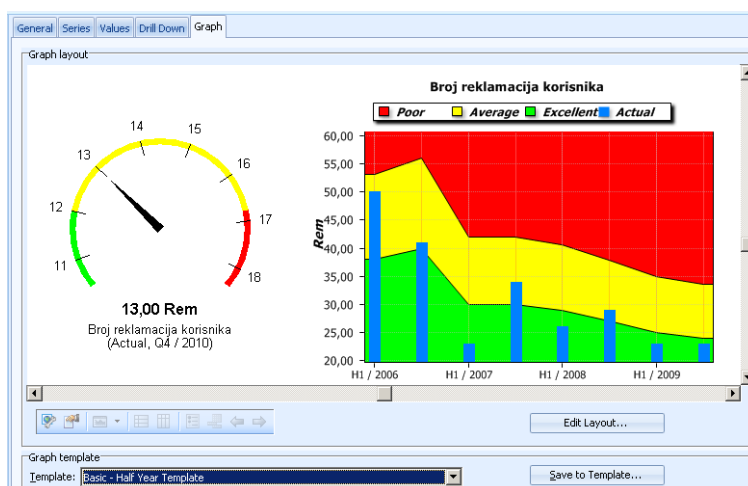 General Series Values Drill Down Graph
Graph layout
11
12
13
14
15
16
17
18
13,00 Rem
Broj reklamacija korisnika
(Actual, Q4 / 2010)
Broj reklamacija korisnika
Poor Average Excellent Actual
Rem
60,00
55,00
50,00
45,00
40,00
35,00
30,00
25,00
20,00
H1 / 2006 H1 / 2007 H1 / 2008 H1 / 2009
Edit Layout...
Graph template
Template: Basic - Half Year Template
Save to Template...